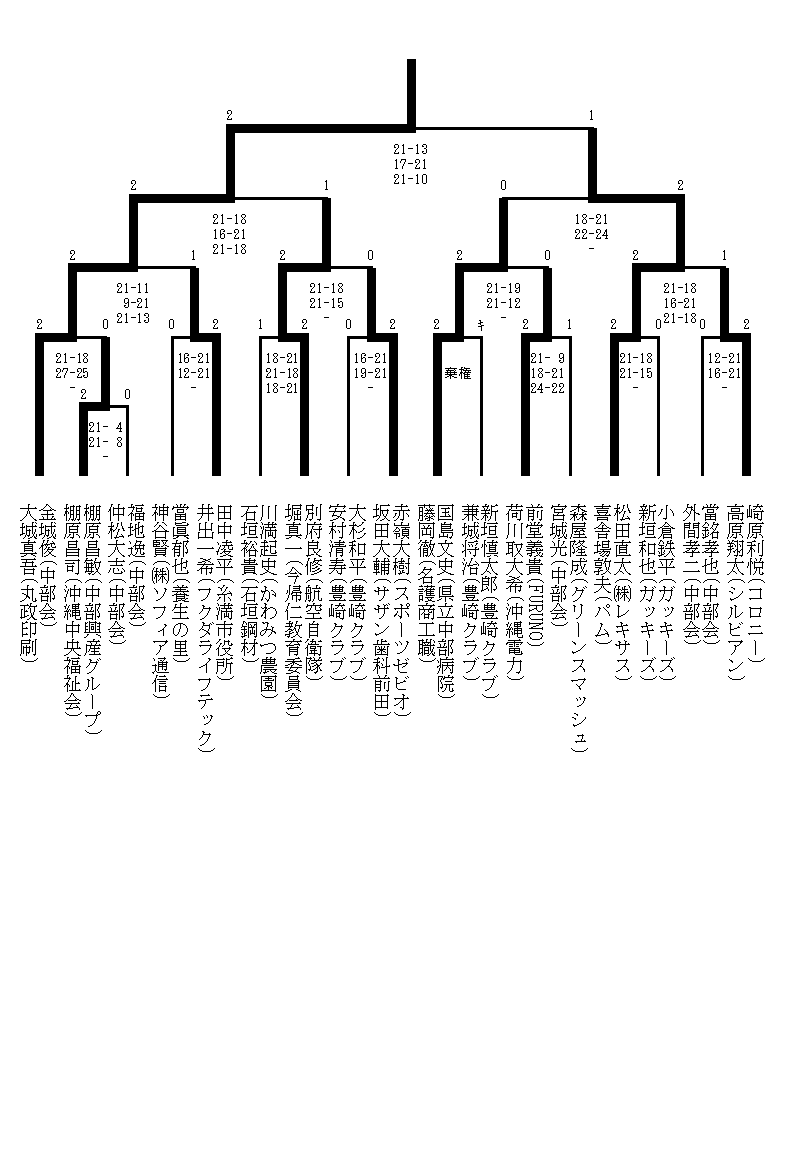 2
1
21-13
17-21
21-10
2
1
0
2
21-18
16-21
21-18
18-21
22-24
-
2
1
2
0
2
0
2
1
21-11
9-21
21-13
21-18
21-15
-
21-19
21-12
-
21-18
16-21
21-18
2
0
0
2
1
2
0
2
2
ｷ
2
1
2
0
0
2
21-18
27-25
-
16-21
12-21
-
18-21
21-18
18-21
16-21
19-21
-
棄権
21- 9
18-21
24-22
21-18
21-15
-
12-21
16-21
-
2
0
21- 4
21- 8
-
大城真吾(丸政印刷)
金城俊(中部会)
棚原昌司(沖縄中央福祉会)
棚原昌敏(中部興産グループ)
仲松大志(中部会)
福地逸(中部会)
神谷賢(㈱ソフィア通信)
當眞郁也(養生の里)
井出一希(フクダライフテック)
田中凌平(糸満市役所)
石垣裕貴(石垣鋼材)
川満起史(かわみつ農園)
堀真一(今帰仁教育委員会)
別府良修(航空自衛隊)
安村清寿(豊崎クラブ)
大杉和平(豊崎クラブ)
坂田大輔(サザン歯科前田)
赤嶺大樹(スポーツゼビオ)
藤岡徹(名護商工職)
国島文史(県立中部病院)
兼城将治(豊崎クラブ)
新垣慎太郎(豊崎クラブ)
荷川取大希(沖縄電力)
前堂義貴(FURUNO)
宮城光(中部会)
森屋隆成(グリーンスマッシュ)
喜舎場敦夫(パム)
松田直太(㈱レキサス)
新垣和也(ガッキーズ)
小倉鉄平(ガッキーズ)
外間孝二(中部会)
當銘孝也(中部会)
高原翔太(シルビアン)
崎原利悦(コロニー)